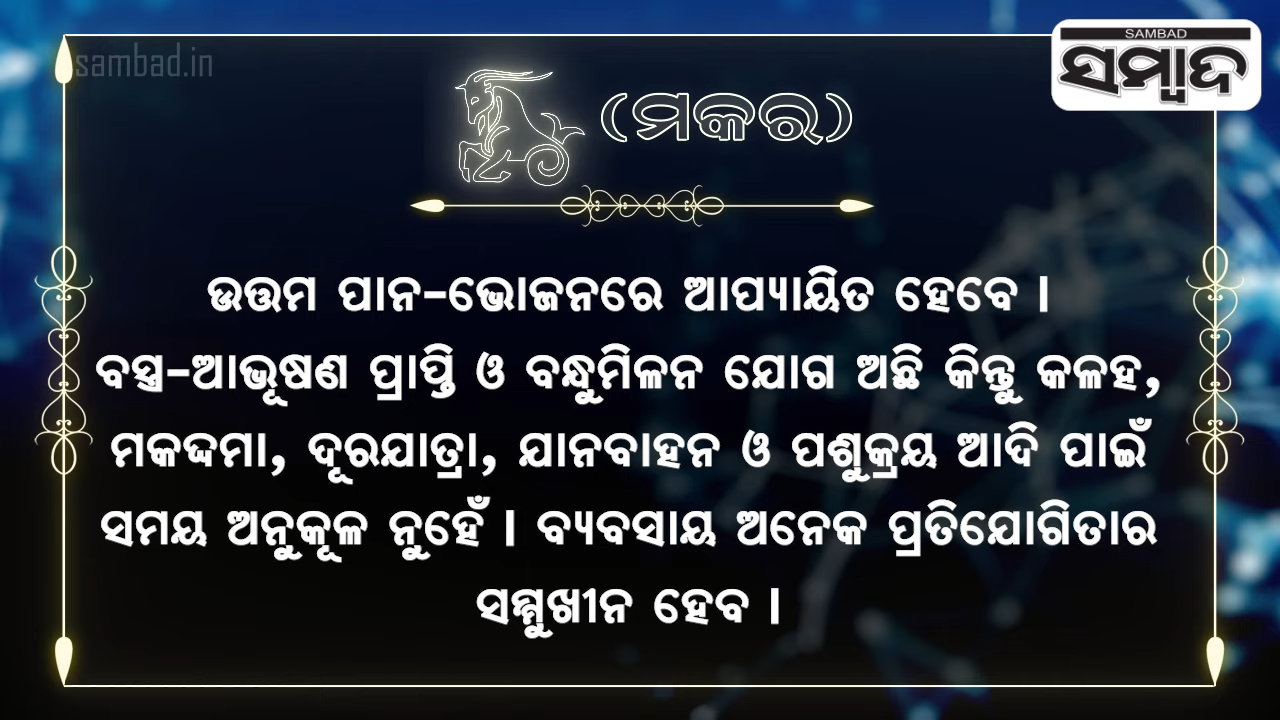 sambad.in
SAMBAD
ସମ୍ବାଦ
(ମକର)
ଉତ୍ତମ ପାନ-ଭୋଜନରେ ଆପ୍ୟାୟିତ ହେବେ ।
ବସ୍ତ୍ର-ଆଭୂଷଣ ପ୍ରାପ୍ତି ଓ ବନ୍ଧୁମିଳନ ଯୋଗ ଅଛି କିନ୍ତୁ କଳହ,
ମକଦ୍ଦମା, ଦୂରଯାତ୍ରା, ଯାନବାହନ ଓ ପଶୁକ୍ରୟ ଆଦି ପାଇଁ
ସମୟ ଅନୁକୂଳ ନୁହେଁ । ବ୍ୟବସାୟ ଅନେକ ପ୍ରତିଯୋଗିତାର
ସମ୍ମୁଖୀନ ହେବ ।